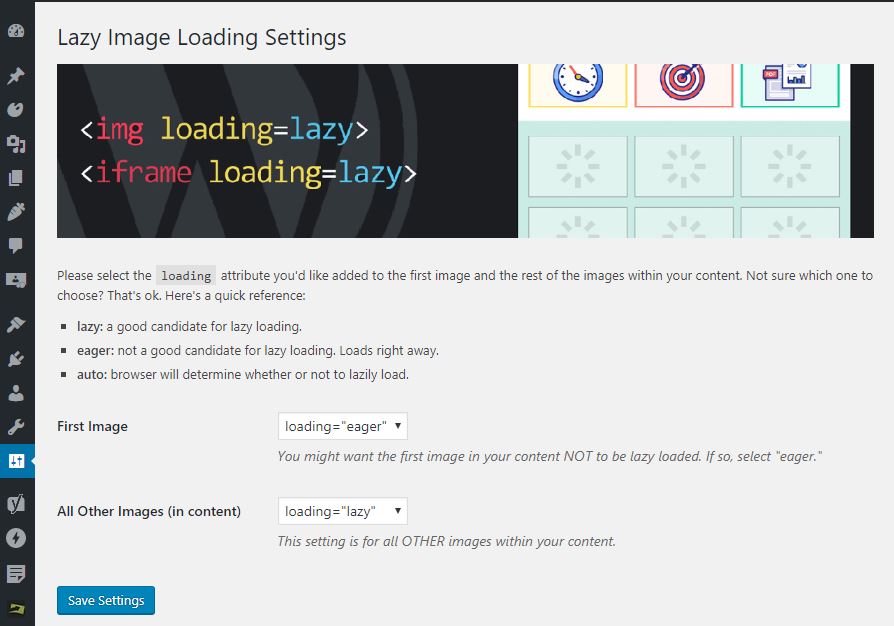 Lazy Image Loading Settings
<img loading=lazy>
<iframe loading=lazy>
PDF
Please select the loading attribute you'd like added to the first image and the rest of the images within your content. Not sure which one to
choose? That's ok. Here's a quick reference:
lazy: a good candidate for lazy loading.
eager: not a good candidate for lazy loading. Loads right away.
auto: browser will determine whether or not to lazily load.
First Image
loading="eager"
You might want the first image in your content NOT to be lazy loaded. If so, select "eager."
All Other Images (in content)
loading="lazy"
This setting is for all OTHER images within your content.
Save Settings